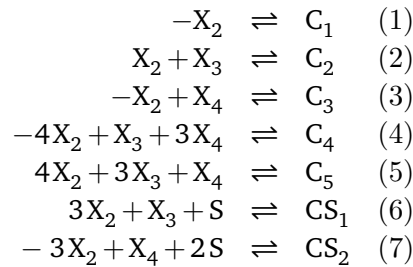 −X₂ ⇌ C₁ (1)
X₂ + X₃ ⇌ C₂ (2)
−X₂ + X₄ ⇌ C₃ (3)
−4X₂ + X₃ + 3X₄ ⇌ C₄ (4)
4X₂ + 3X₃ + X₄ ⇌ C₅ (5)
3X₂ + X₃ + S ⇌ CS₁ (6)
− 3X₂ + X₄ + 2S ⇌ CS₂ (7)